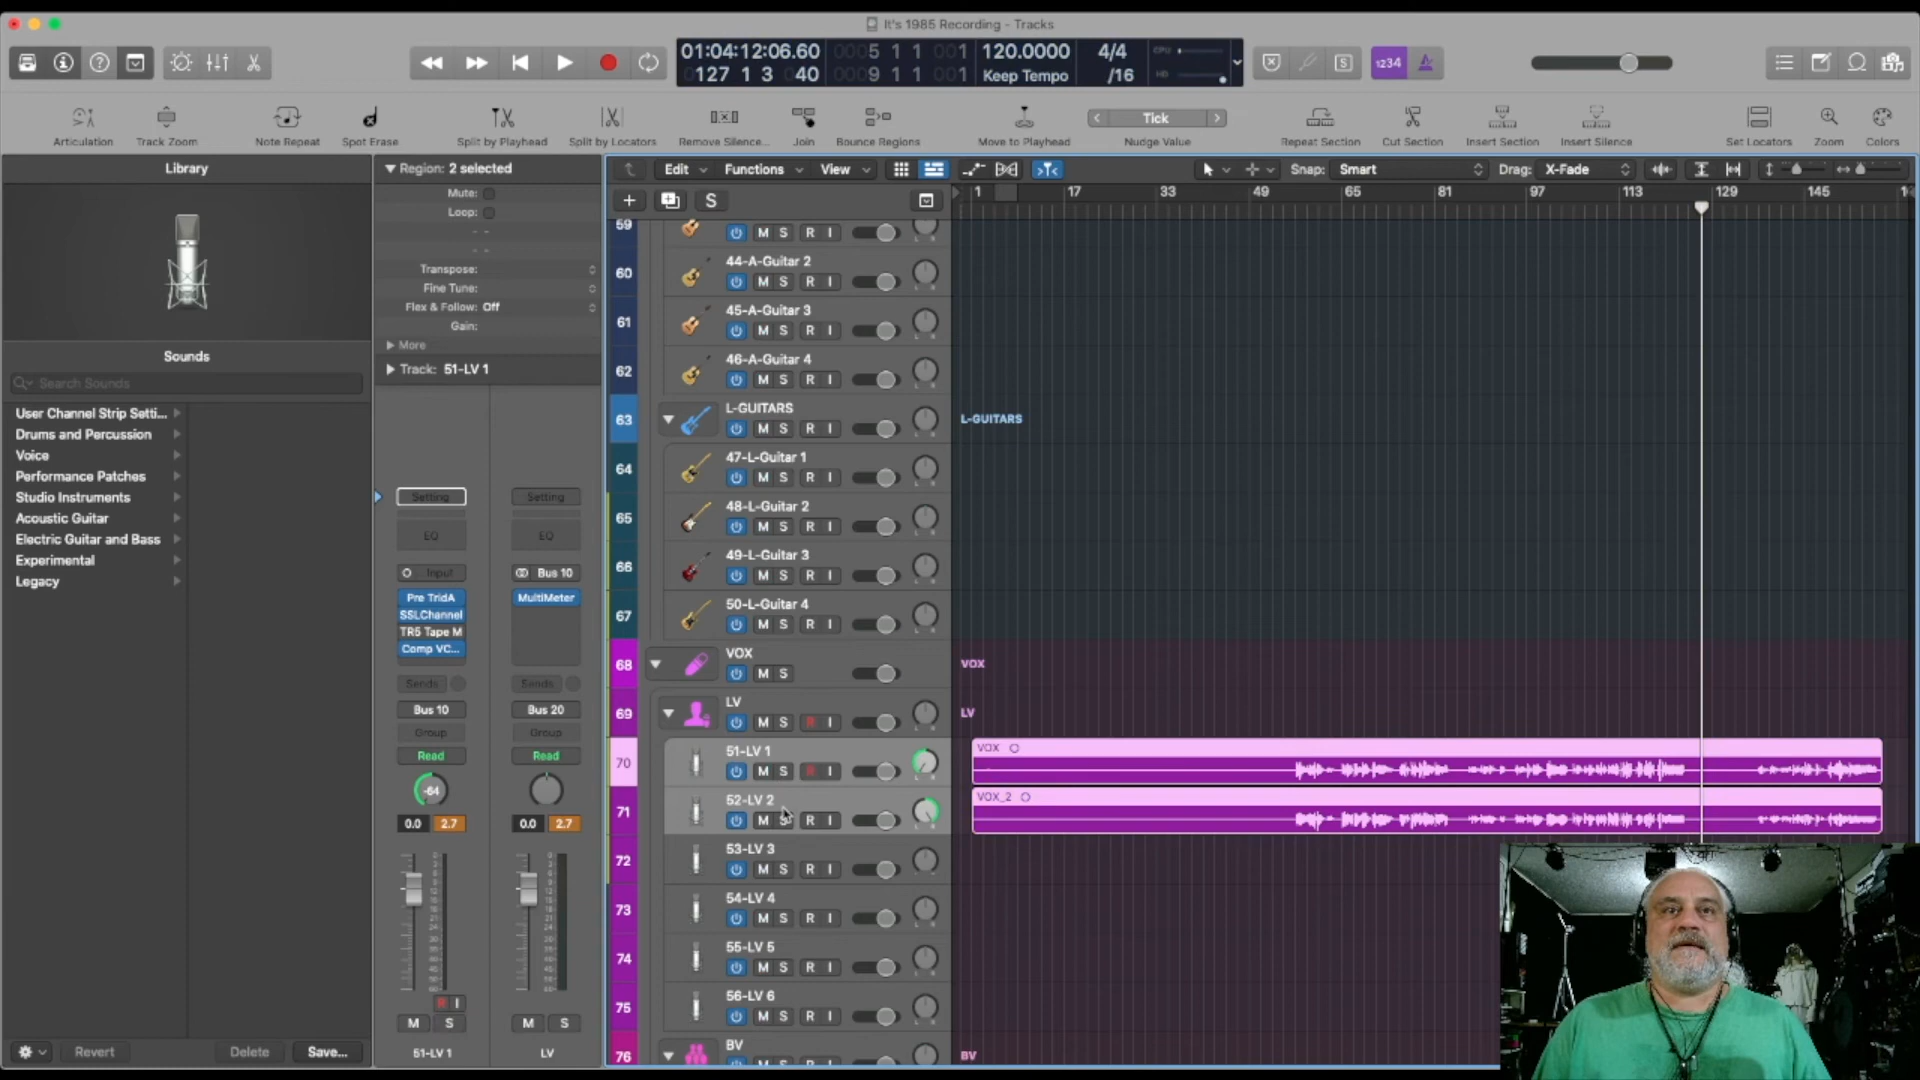 It's 1985 Recording - Tracks
01:04:12:06.60
127 1 3 40
0005 1 1 001
0009 1 1 001
120.0000
Keep Tempo
4/4
/16
CPU
HD
S
1234
Articulation
Track Zoom
Note Repeat
Spot Erase
Split by Playhead
Split by Locators
Remove Silence...
Join
Bounce Regions
Move to Playhead
Tick
Nudge Value
Repeat Section
Cut Section
Insert Section
Insert Silence
Set Locators
Zoom
Colors
Library
Region: 2 selected
Edit
Functions
View
Snap: Smart
Drag: X-Fade
Mute:
Loop:
Transpose:
Fine Tune:
Flex & Follow: Off
Gain:
More
Track: 51-LV 1
S
1 17 33 49 65 81 97 113 129 145
Sounds
Search Sounds
User Channel Strip Setti...
Drums and Percussion
Voice
Performance Patches
Studio Instruments
Acoustic Guitar
Electric Guitar and Bass
Experimental
Legacy
Revert
Delete
Save...
Setting
EQ
Input
Pre TridA
SSLChannel
TR5 Tape M
Comp VC...
Sends
Bus 10
Group
Read
-64
0.0 2.7
R I
M S
51-LV 1
Setting
EQ
Bus 10
MultiMeter
Sends
Bus 20
Group
Read
0.0 2.7
M S
LV
59
M S R I
60
44-A-Guitar 2
M S R I
61
45-A-Guitar 3
M S R I
62
46-A-Guitar 4
M S R I
63
L-GUITARS
M S R I
L-GUITARS
64
47-L-Guitar 1
M S R I
65
48-L-Guitar 2
M S R I
66
49-L-Guitar 3
M S R I
67
50-L-Guitar 4
M S R I
68
VOX
M S
VOX
69
LV
M S R I
LV
70
51-LV 1
M S R I
VOX
71
52-LV 2
M S R I
VOX_2
72
53-LV 3
M S R I
73
54-LV 4
M S R I
74
55-LV 5
M S R I
75
56-LV 6
M S R I
76
BV
BV